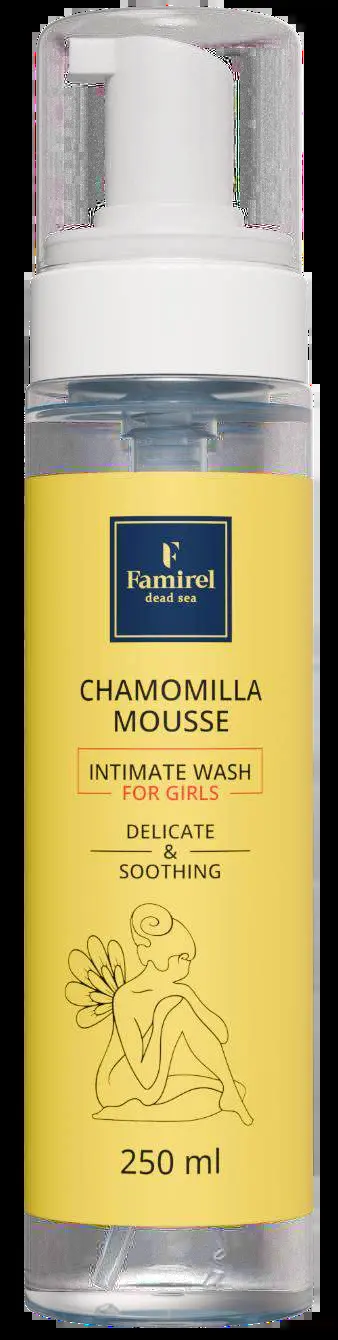 F
Famirel
dead sea
CHAMOMILLA
MOUSSE
INTIMATE WASH
FOR GIRLS
DELICATE
&
SOOTHING
250 ml